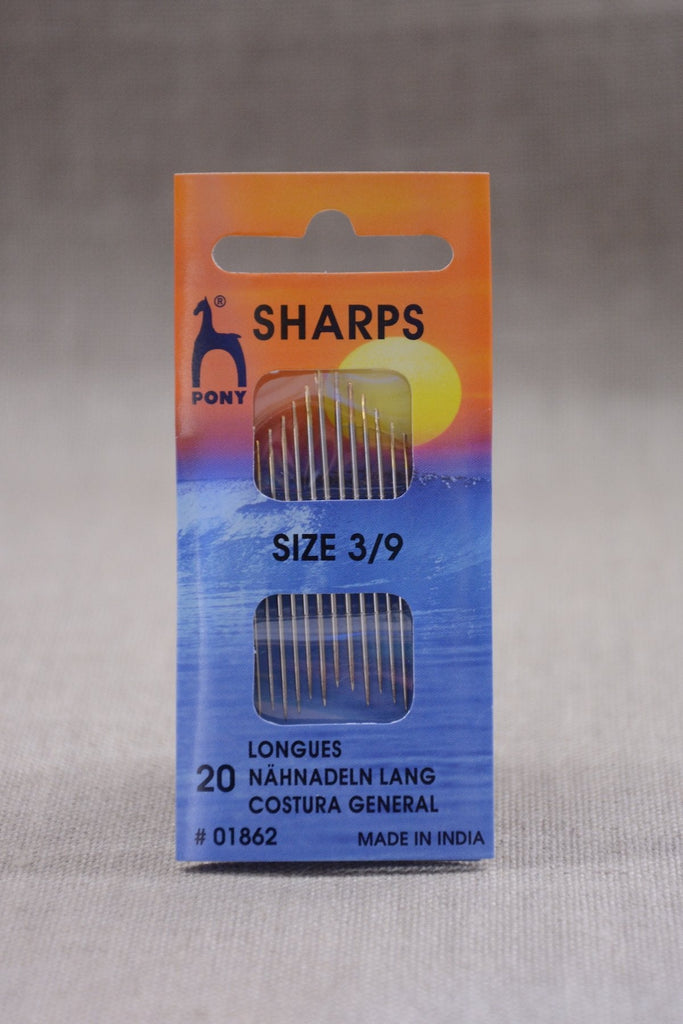 ®
SHARPS
PONY
SIZE 3/9
20
LONGUES
NÄHNADELN LANG
COSTURA GENERAL
# 01862
MADE IN INDIA